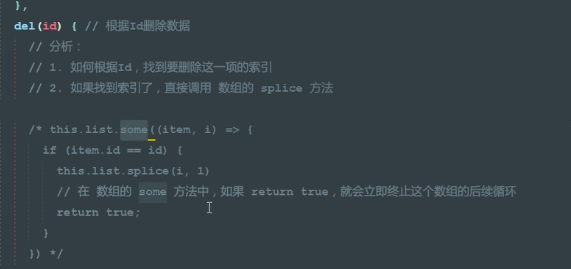 },
del(id) { // 根据Id删除数据
// 分析：
// 1. 如何根据Id，找到要删除这一项的索引
// 2. 如果找到索引了，直接调用 数组的 splice 方法
/* this.list.some((item, i) => {
if (item.id == id) {
this.list.splice(i, 1)
// 在 数组的 some 方法中，如果 return true，就会立即终止这个数组的后续循环
return true;
}
}) */